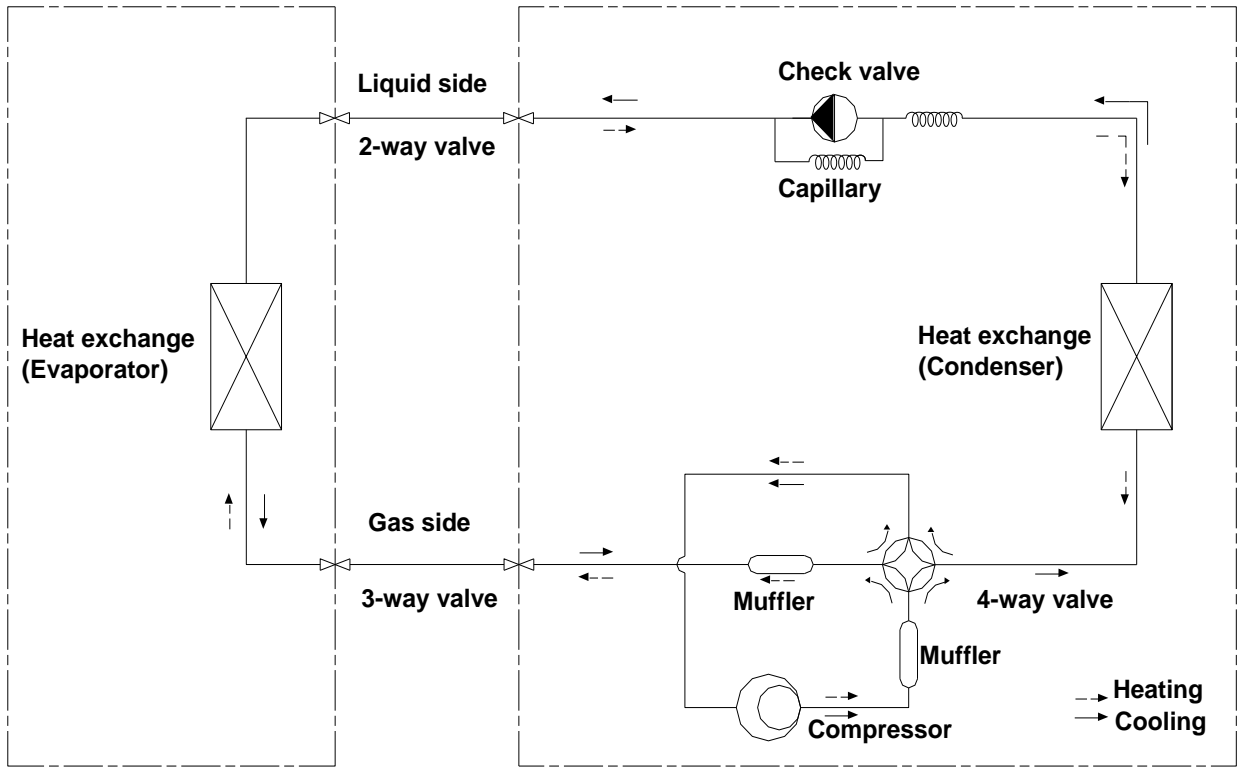 Check valve
Liquid side
2-way valve
Capillary
Heat exchange
(Evaporator)
Heat exchange
(Condenser)
Gas side
3-way valve
Muffler
4-way valve
Muffler
Compressor
Heating
Cooling